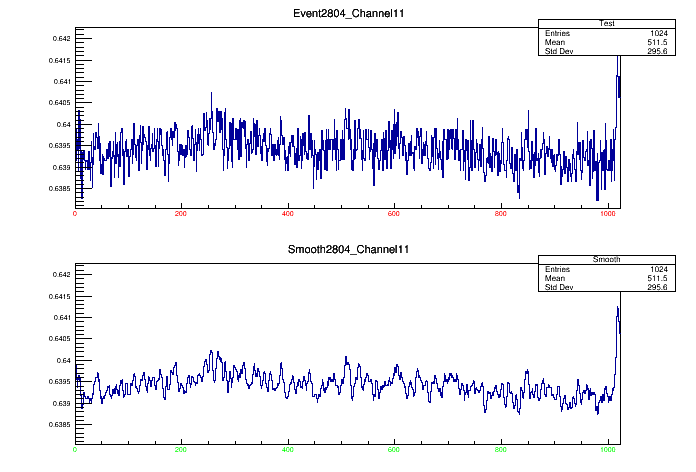 Event2804_Channel11
Test
Entries 1024
Mean 511.5
Std Dev 295.6
0.642
0.6415
0.641
0.6405
0.64
0.6395
0.639
0.6385
0 200 400 600 800 1000
Smooth2804_Channel11
Smooth
Entries 1024
Mean 511.5
Std Dev 295.6
0.642
0.6415
0.641
0.6405
0.64
0.6395
0.639
0.6385
0 200 400 600 800 1000